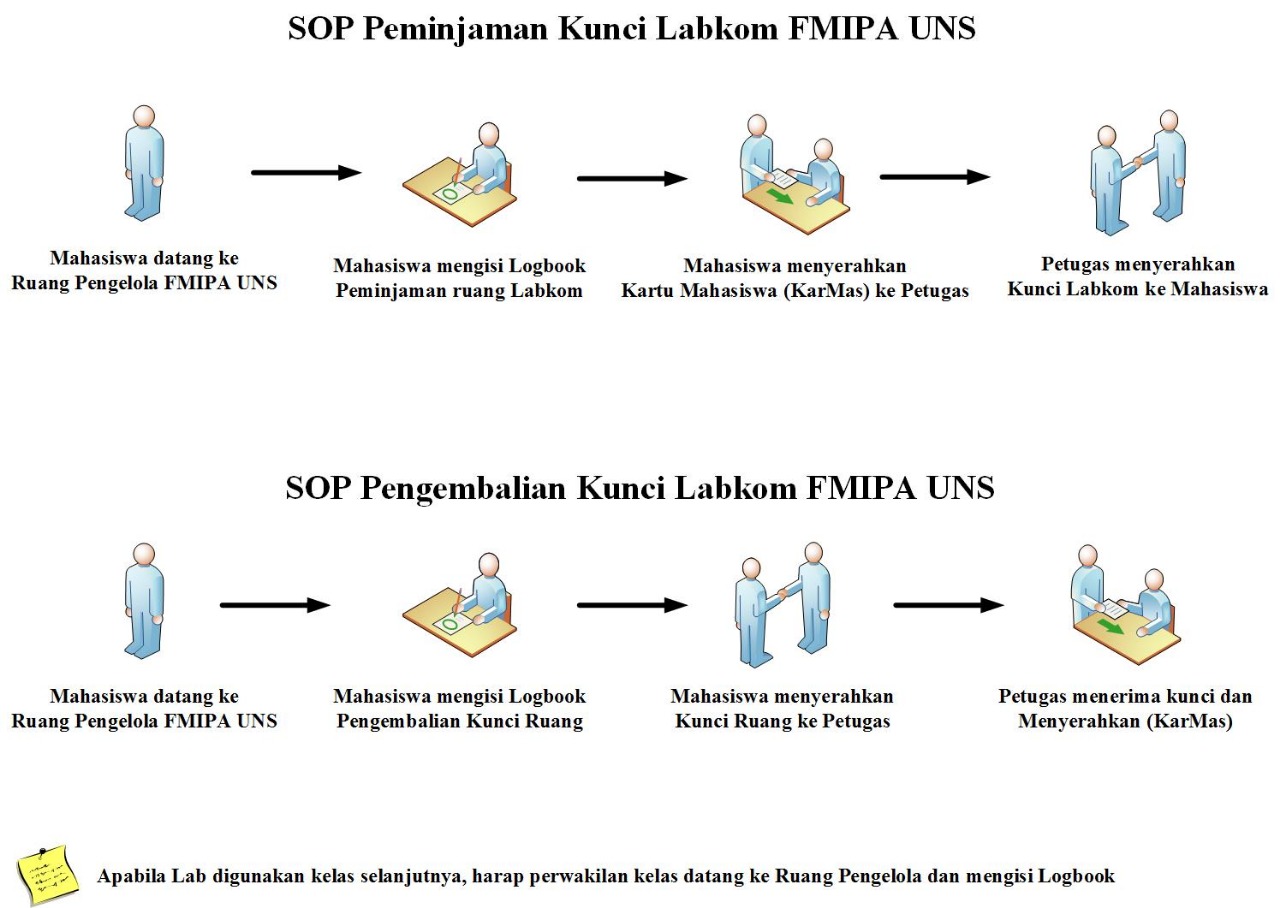 SOP Peminjaman Kunci Labkom FMIPA UNS
Mahasiswa datang ke
Ruang Pengelola FMIPA UNS
Mahasiswa mengisi Logbook
Peminjaman ruang Labkom
Mahasiswa menyerahkan
Kartu Mahasiswa (KarMas) ke Petugas
Petugas menyerahkan
Kunci Labkom ke Mahasiswa
SOP Pengembalian Kunci Labkom FMIPA UNS
Mahasiswa datang ke
Ruang Pengelola FMIPA UNS
Mahasiswa mengisi Logbook
Pengembalian Kunci Ruang
Mahasiswa menyerahkan
Kunci Ruang ke Petugas
Petugas menerima kunci dan
Menyerahkan (KarMas)
Apabila Lab digunakan kelas selanjutnya, harap perwakilan kelas datang ke Ruang Pengelola dan mengisi Logbook